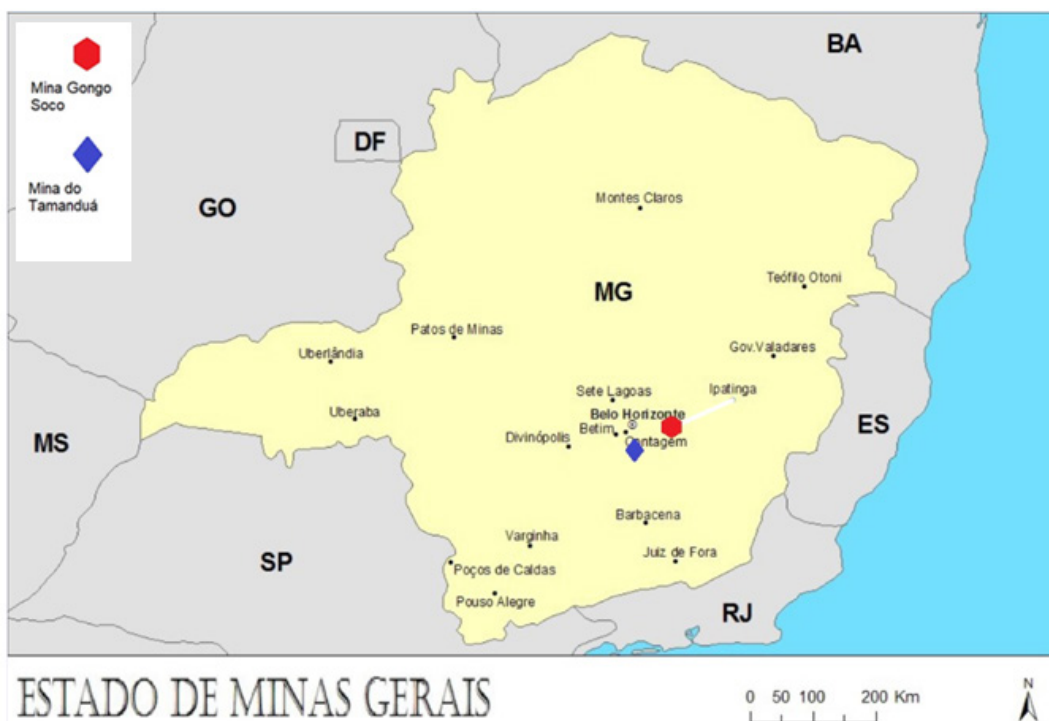 Mina Gongo
Soco
Mina do
Tamanduá
BA
DF
GO
Montes Claros
MG
Teófilo Otoni
Patos de Minas
Gov.Valadares
Uberlândia
Ipatinga
Sete Lagoas
Uberaba
Belo Horizonte
ES
MS
Betim
Divinópolis
Contagem
Barbacena
Varginha
Juiz de Fora
SP
Poços de Caldas
Pouso Alegre
RJ
ESTADO DE MINAS GERAIS
N
0 50 100 200 Km